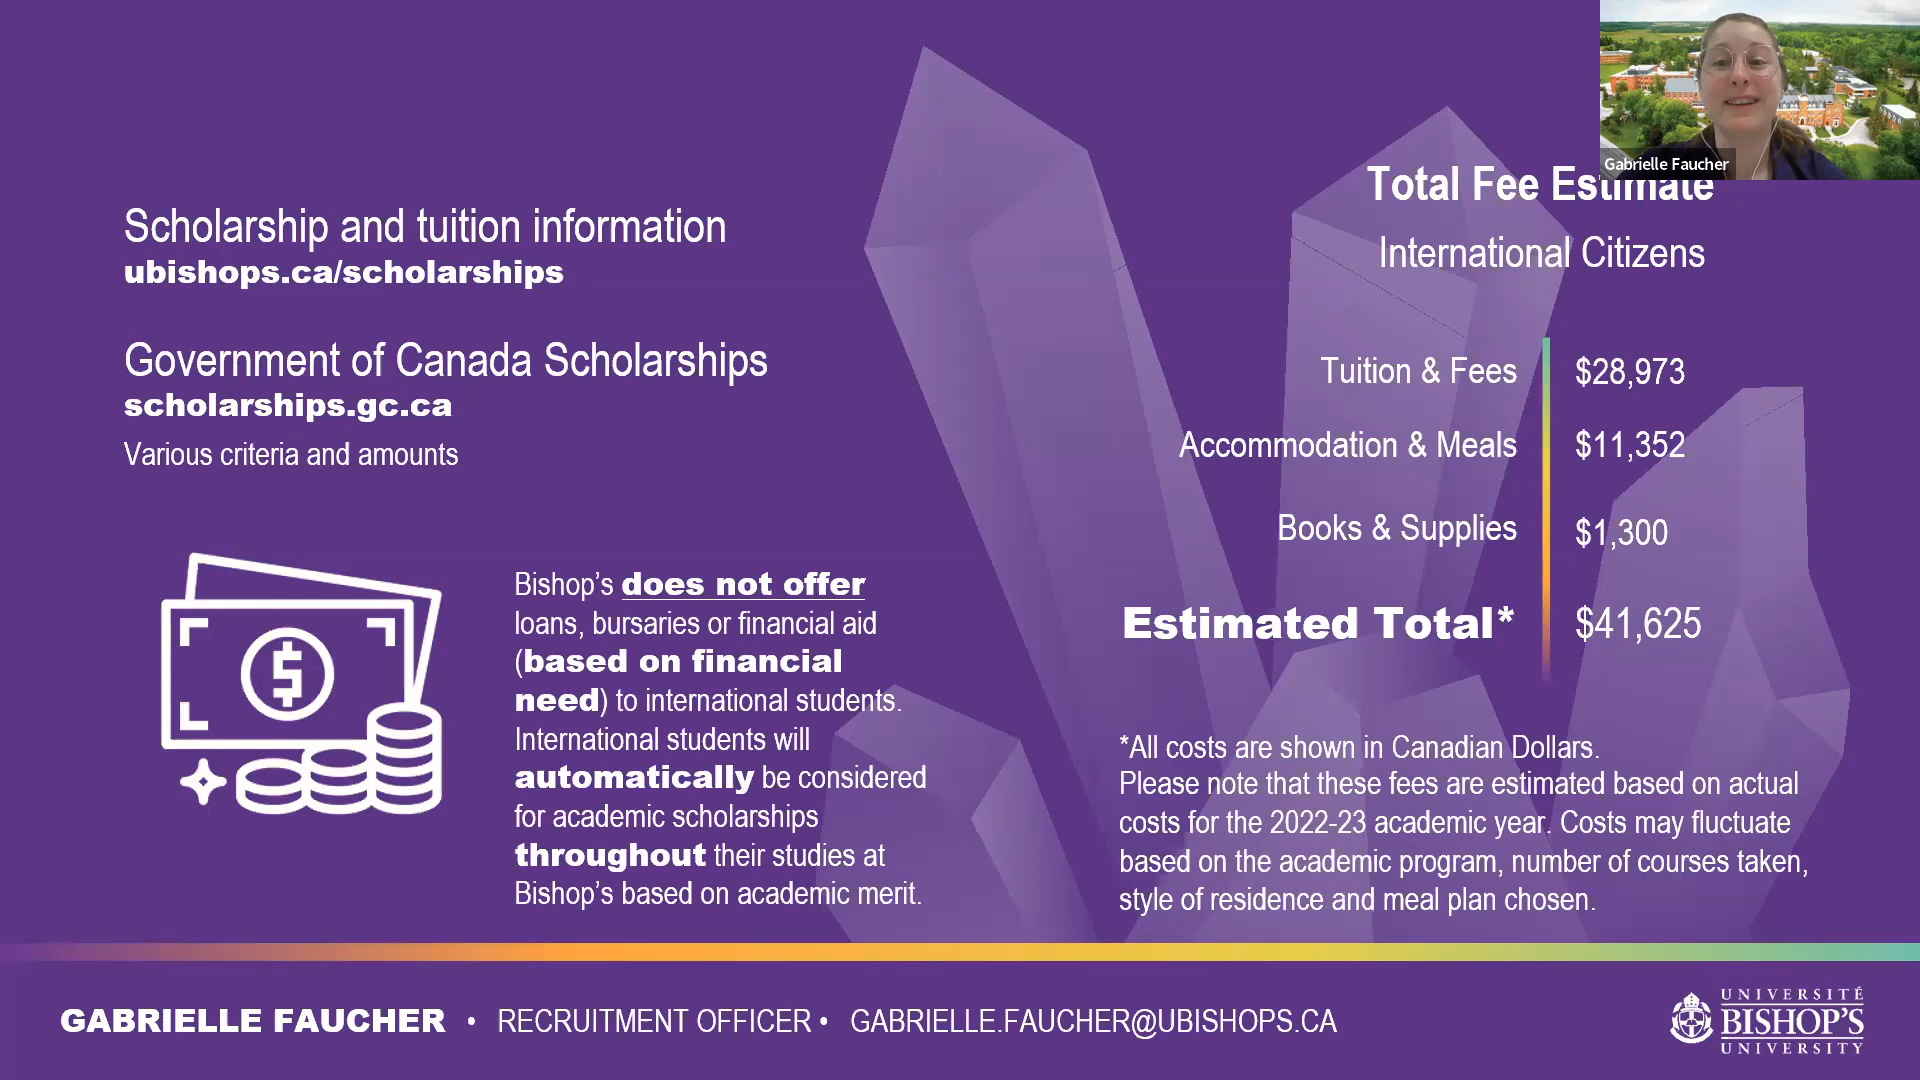 Gabrielle Faucher
Scholarship and tuition information
ubishops.ca/scholarships
Government of Canada Scholarships
scholarships.gc.ca
Various criteria and amounts
Bishop's does not offer
loans, bursaries or financial aid
(based on financial
need) to international students.
International students will
automatically be considered
for academic scholarships
throughout their studies at
Bishop's based on academic merit.
Total Fee Estimate
International Citizens
Tuition & Fees $28,973
Accommodation & Meals $11,352
Books & Supplies $1,300
Estimated Total* $41,625
*All costs are shown in Canadian Dollars.
Please note that these fees are estimated based on actual
costs for the 2022-23 academic year. Costs may fluctuate
based on the academic program, number of courses taken,
style of residence and meal plan chosen.
GABRIELLE FAUCHER • RECRUITMENT OFFICER • GABRIELLE.FAUCHER@UBISHOPS.CA
UNIVERSITÉ
BISHOP'S
UNIVERSITY